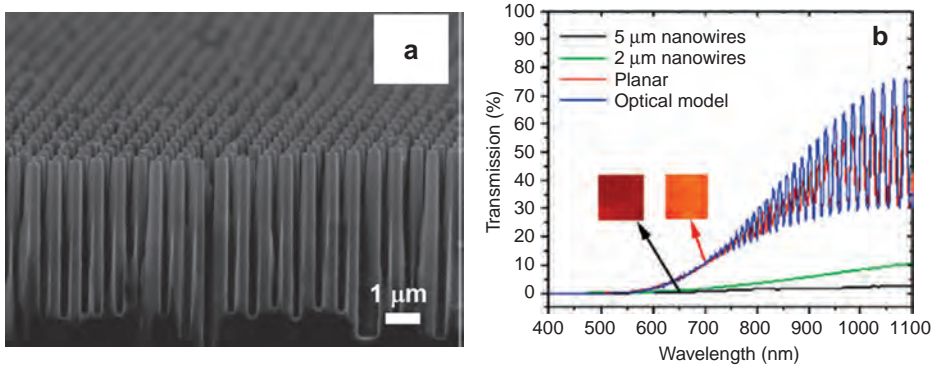 a
1 μm
b
5 μm nanowires
2 μm nanowires
Planar
Optical model
Transmission (%)
100
90
80
70
60
50
40
30
20
10
0
400 500 600 700 800 900 1000 1100
Wavelength (nm)